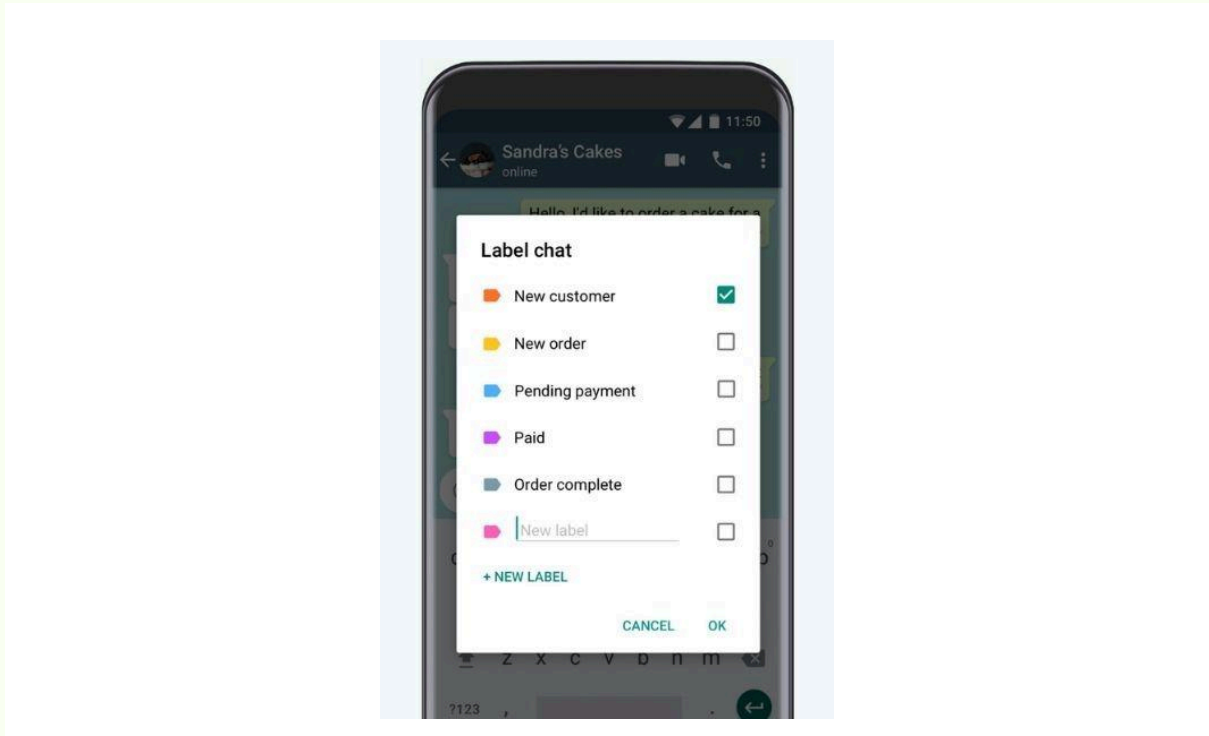 11:50
Sandra's Cakes
online
Hello, I'd like to order a cake for a
Label chat
New customer
New order
Pending payment
Paid
Order complete
New label
+ NEW LABEL
CANCEL OK
z x c v b n m
?123 , .